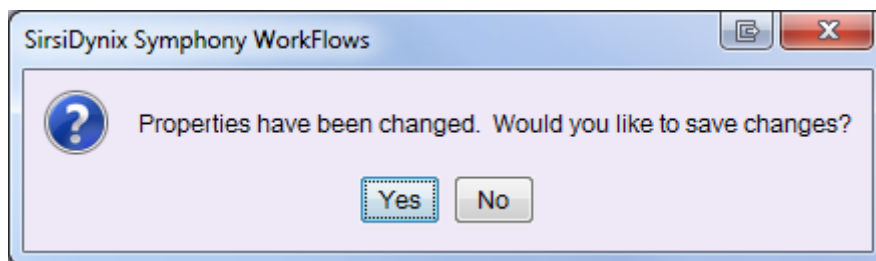 SirsiDynix Symphony WorkFlows
Properties have been changed.  Would you like to save changes?
Yes
No